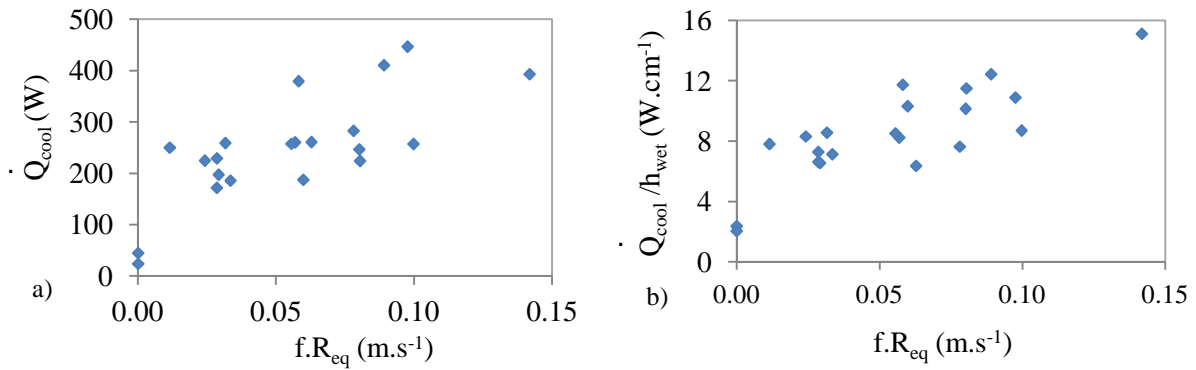 500
400
300
200
100
0
Q̇cool (W)
a)
0.00 0.05 0.10 0.15
f.Req (m.s-1)
16
12
8
4
0
Q̇cool /hwet (W.cm-1)
b)
0.00 0.05 0.10 0.15
f.Req (m.s-1)